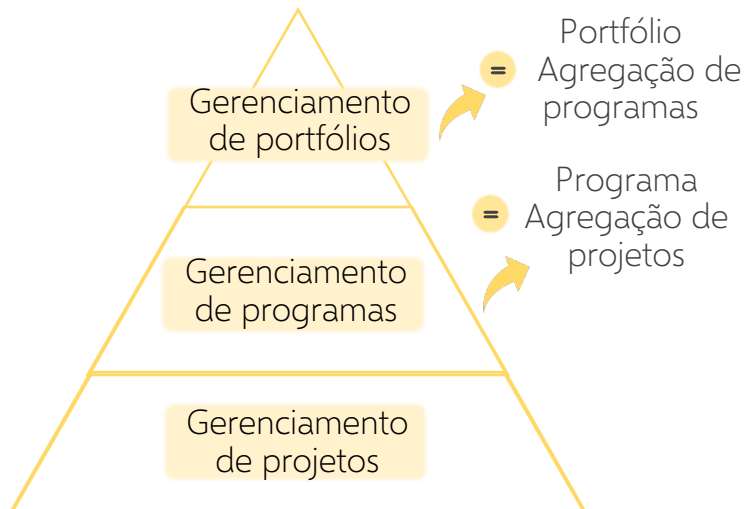 Portfólio
= Agregação de
programas
Gerenciamento
de portfólios
Programa
= Agregação de
projetos
Gerenciamento
de programas
Gerenciamento
de projetos